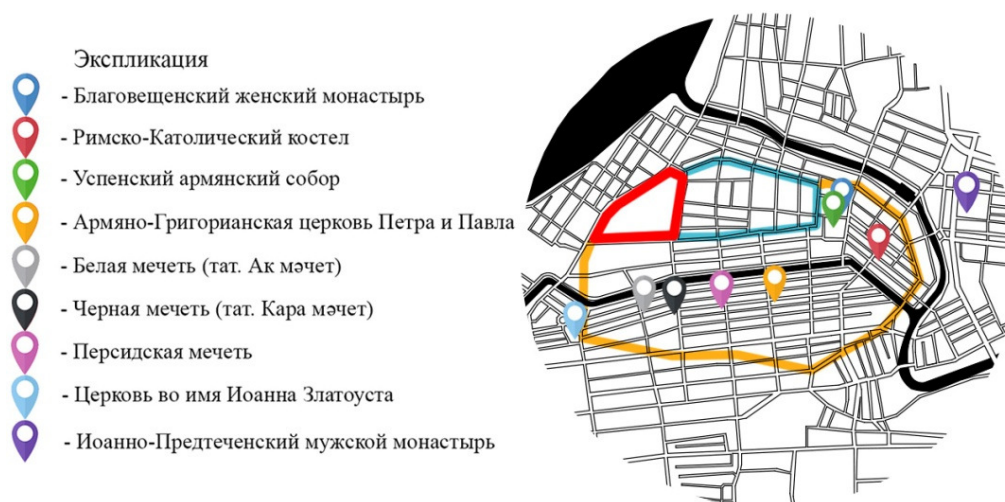 Экспликация
- Благовещенский женский монастырь
- Римско-Католический костел
- Успенский армянский собор
- Армяно-Григорианская церковь Петра и Павла
- Белая мечеть (тат. Ак мәчет)
- Черная мечеть (тат. Кара мәчет)
- Персидская мечеть
- Церковь во имя Иоанна Златоуста
- Иоанно-Предтеченский мужской монастырь